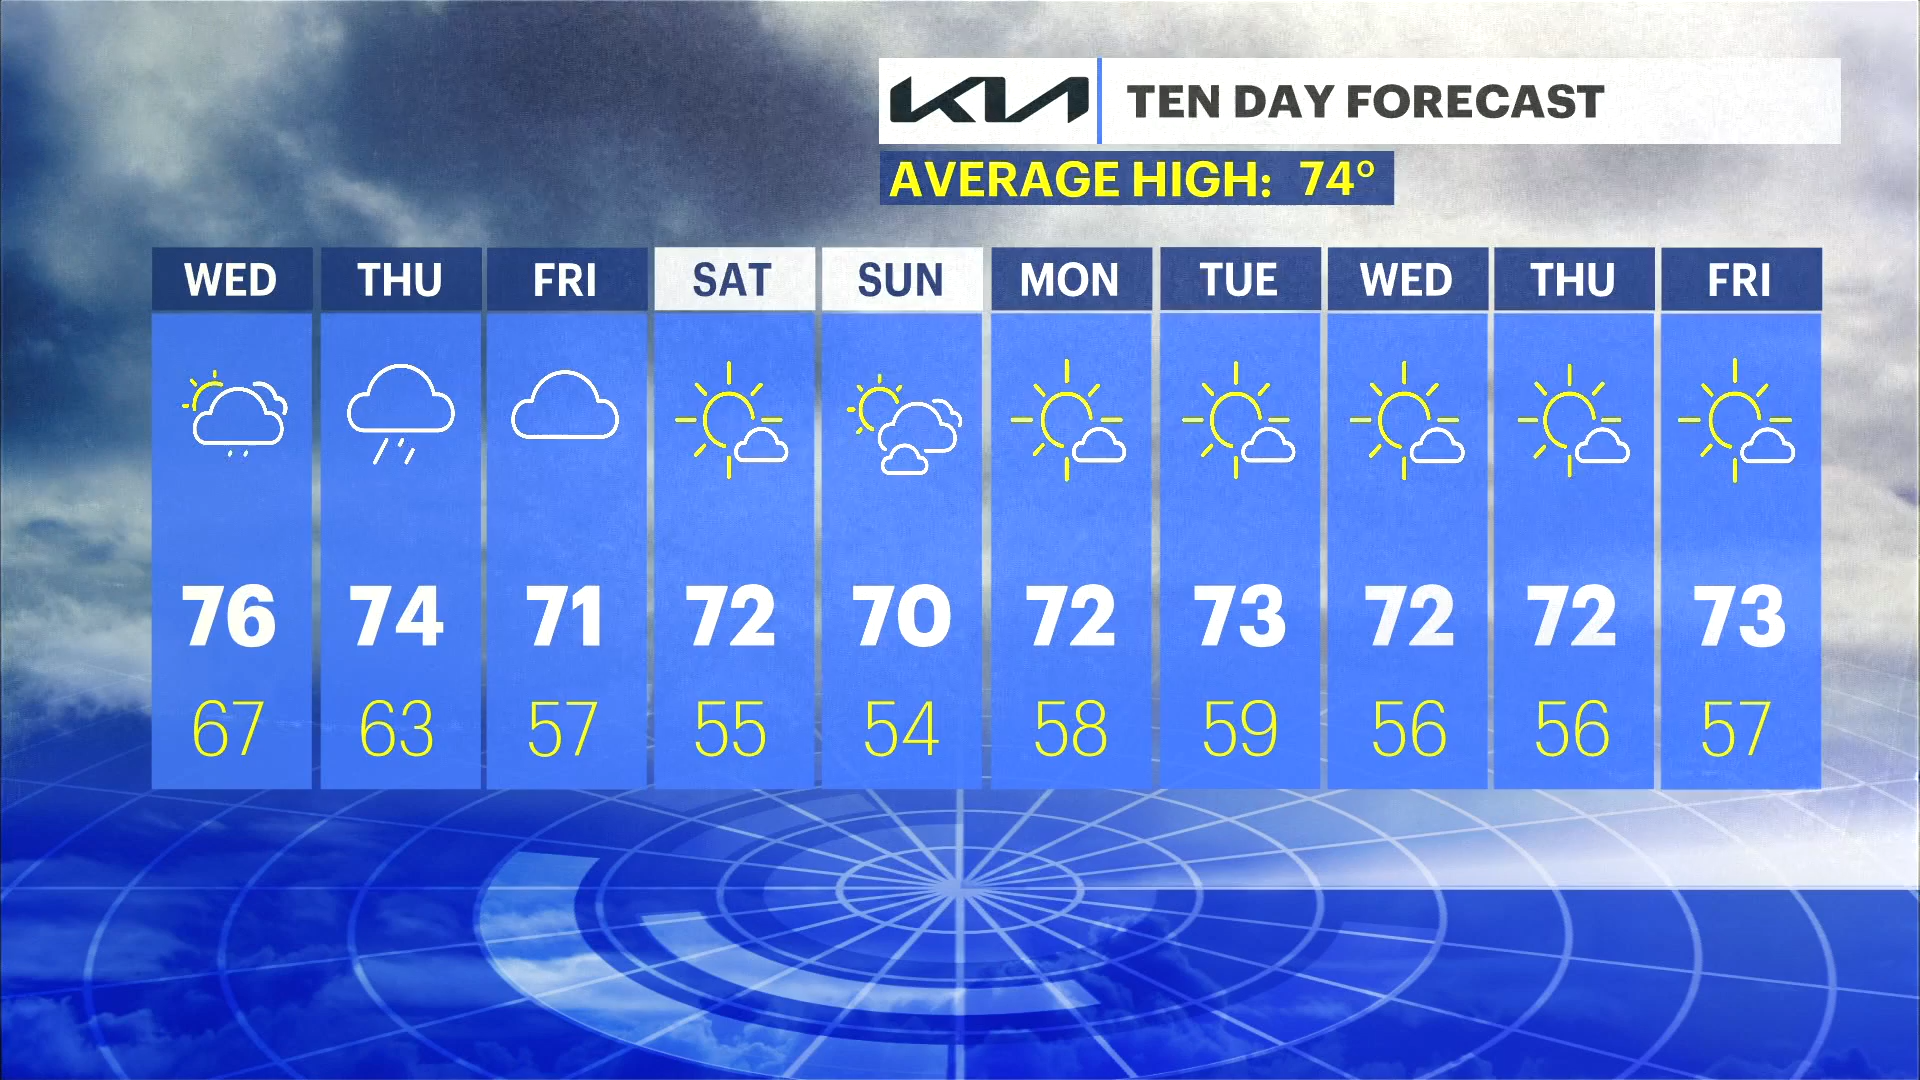 KIA TEN DAY FORECAST
AVERAGE HIGH: 74°
WED THU FRI SAT SUN MON TUE WED THU FRI
76 74 71 72 70 72 73 72 72 73
67 63 57 55 54 58 59 56 56 57